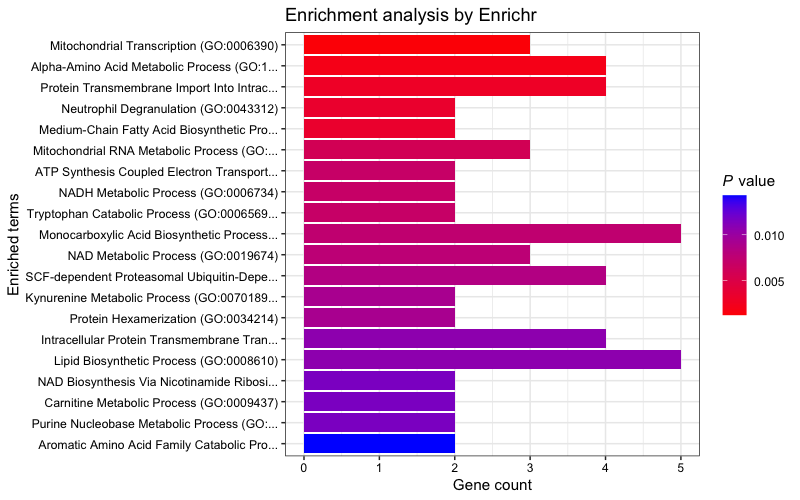 Enrichment analysis by Enrichr
Enriched terms
Mitochondrial Transcription (GO:0006390)
Alpha-Amino Acid Metabolic Process (GO:1...
Protein Transmembrane Import Into Intrac...
Neutrophil Degranulation (GO:0043312)
Medium-Chain Fatty Acid Biosynthetic Pro...
Mitochondrial RNA Metabolic Process (GO:...
ATP Synthesis Coupled Electron Transport...
NADH Metabolic Process (GO:0006734)
Tryptophan Catabolic Process (GO:0006569...
Monocarboxylic Acid Biosynthetic Process...
NAD Metabolic Process (GO:0019674)
SCF-dependent Proteasomal Ubiquitin-Depe...
Kynurenine Metabolic Process (GO:0070189...
Protein Hexamerization (GO:0034214)
Intracellular Protein Transmembrane Tran...
Lipid Biosynthetic Process (GO:0008610)
NAD Biosynthesis Via Nicotinamide Ribosi...
Carnitine Metabolic Process (GO:0009437)
Purine Nucleobase Metabolic Process (GO:...
Aromatic Amino Acid Family Catabolic Pro...
0 1 2 3 4 5
Gene count
P value
0.010
0.005